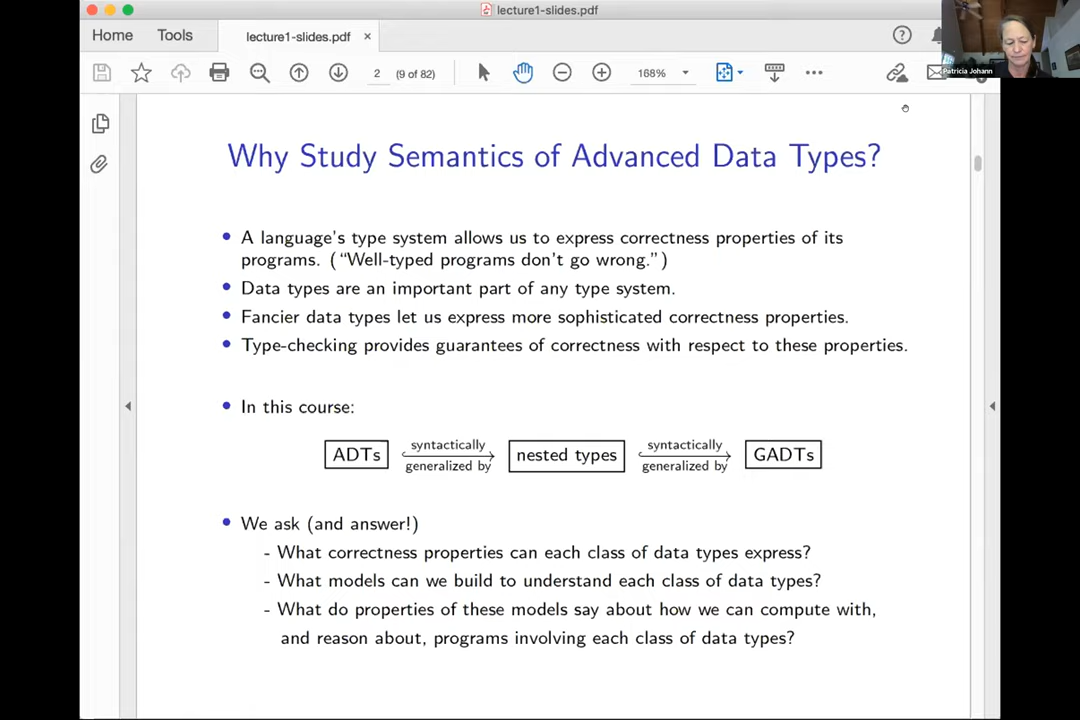 lecture1-slides.pdf
Home Tools lecture1-slides.pdf ×
2 (9 of 82) 168%
Patricia Johann
Why Study Semantics of Advanced Data Types?
• A language's type system allows us to express correctness properties of its
programs. ("Well-typed programs don't go wrong.")
• Data types are an important part of any type system.
• Fancier data types let us express more sophisticated correctness properties.
• Type-checking provides guarantees of correctness with respect to these properties.
• In this course:
ADTs syntactically generalized by nested types syntactically generalized by GADTs
• We ask (and answer!)
- What correctness properties can each class of data types express?
- What models can we build to understand each class of data types?
- What do properties of these models say about how we can compute with,
and reason about, programs involving each class of data types?